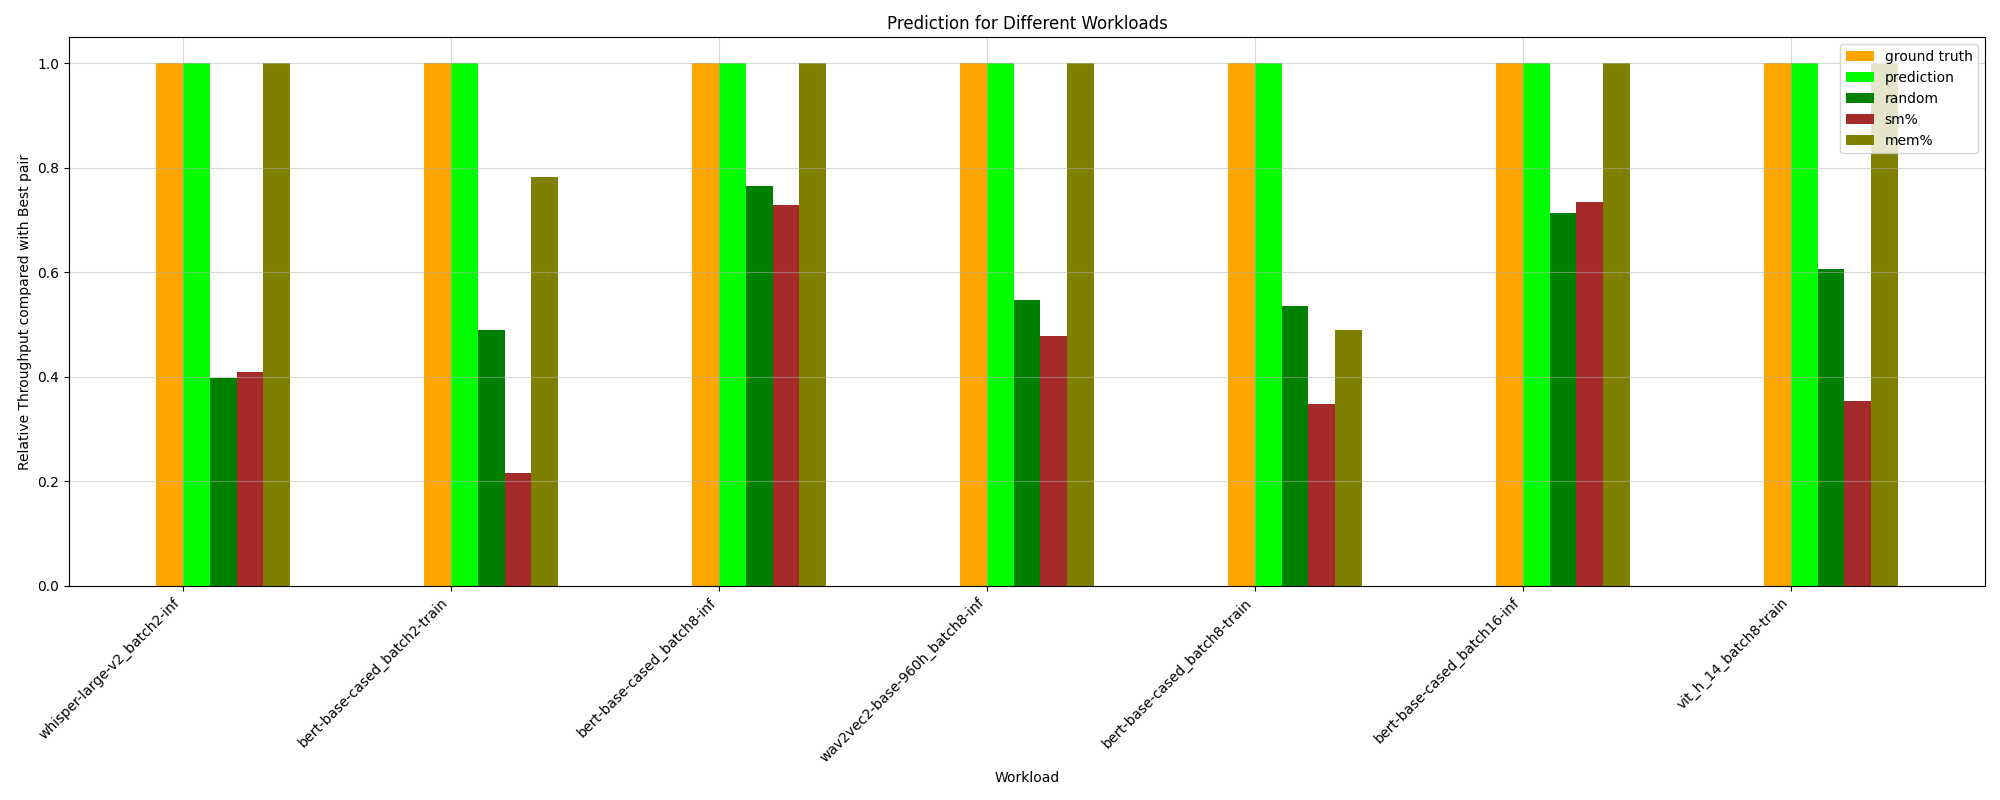 Prediction for Different Workloads
ground truth
prediction
random
sm%
mem%
Relative Throughput compared with Best pair
1.0
0.8
0.6
0.4
0.2
0.0
whisper-large-v2_batch2-inf
bert-base-cased_batch2-train
bert-base-cased_batch8-inf
wav2vec2-base-960h_batch8-inf
bert-base-cased_batch8-train
bert-base-cased_batch16-inf
vit_h_14_batch8-train
Workload